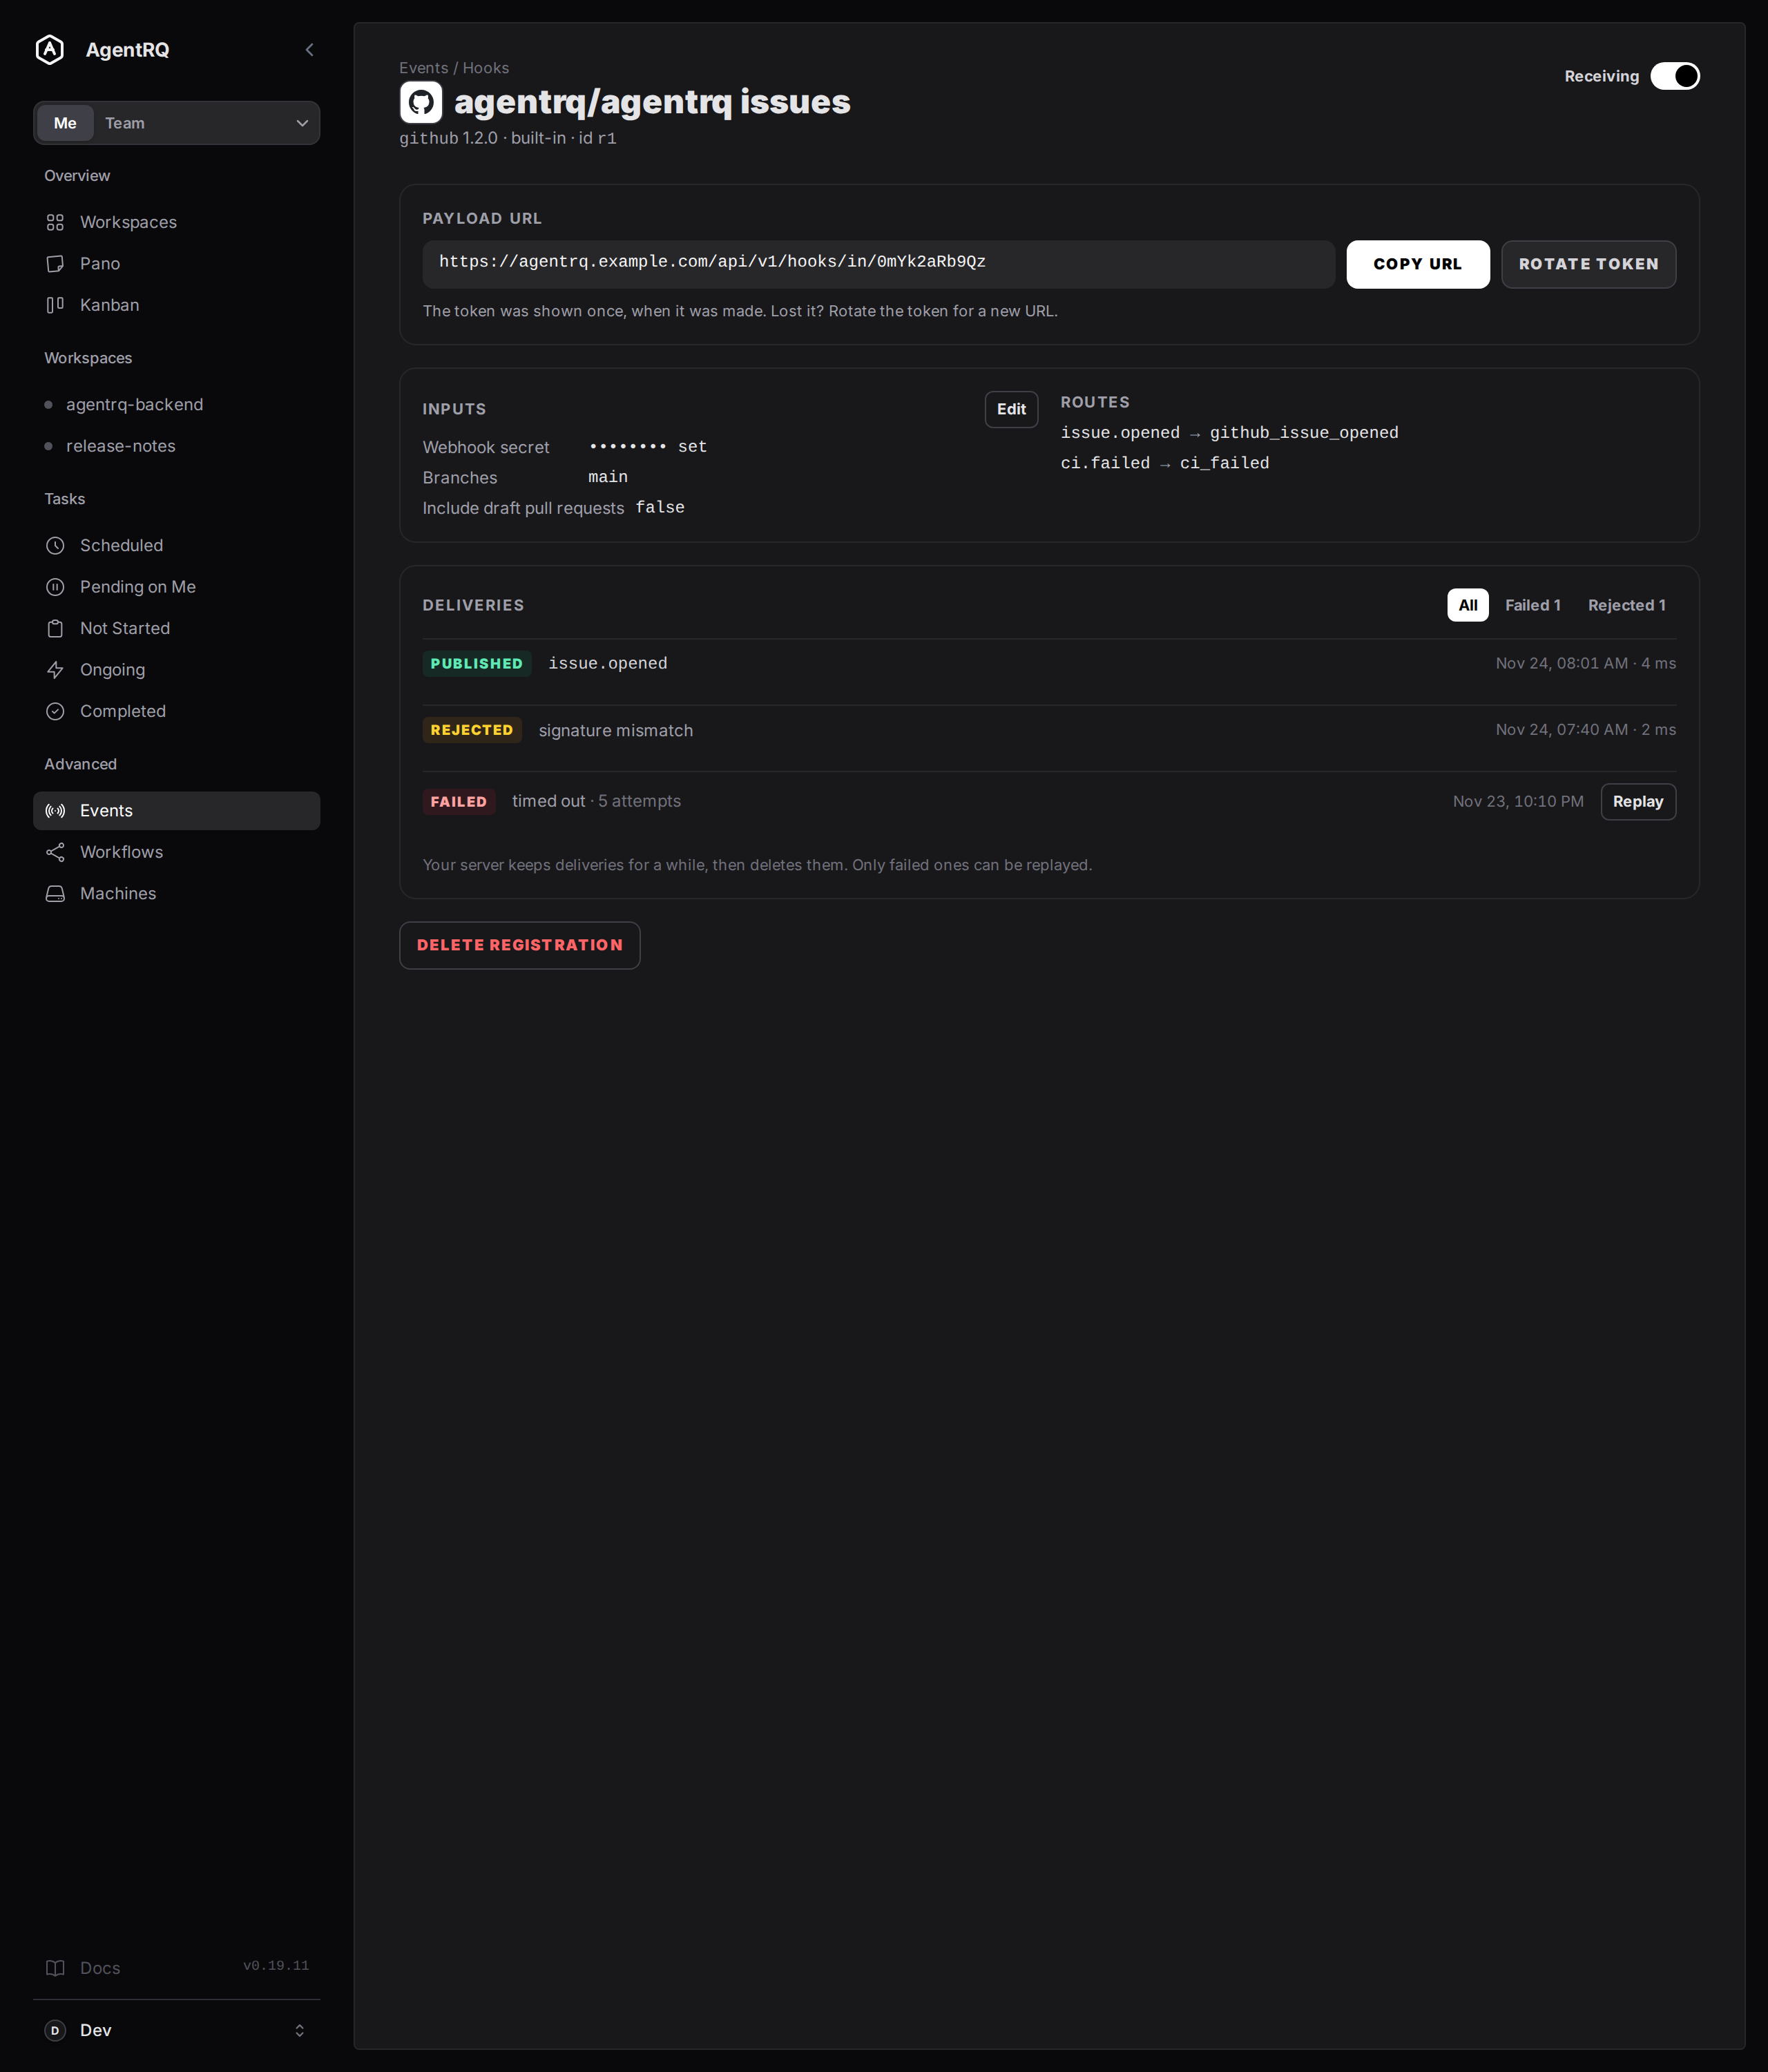 AgentRQ
Me Team
Overview
Workspaces
Pano
Kanban
Workspaces
agentrq-backend
release-notes
Tasks
Scheduled
Pending on Me
Not Started
Ongoing
Completed
Advanced
Events
Workflows
Machines
Docs v0.19.11
D Dev
Events / Hooks
agentrq/agentrq issues
github 1.2.0 · built-in · id r1
Receiving
PAYLOAD URL
https://agentrq.example.com/api/v1/hooks/in/0mYk2aRb9Qz
COPY URL
ROTATE TOKEN
The token was shown once, when it was made. Lost it? Rotate the token for a new URL.
INPUTS
Edit
Webhook secret •••••••• set
Branches main
Include draft pull requests false
ROUTES
issue.opened → github_issue_opened
ci.failed → ci_failed
DELIVERIES
All Failed 1 Rejected 1
PUBLISHED issue.opened Nov 24, 08:01 AM · 4 ms
REJECTED signature mismatch Nov 24, 07:40 AM · 2 ms
FAILED timed out · 5 attempts Nov 23, 10:10 PM Replay
Your server keeps deliveries for a while, then deletes them. Only failed ones can be replayed.
DELETE REGISTRATION